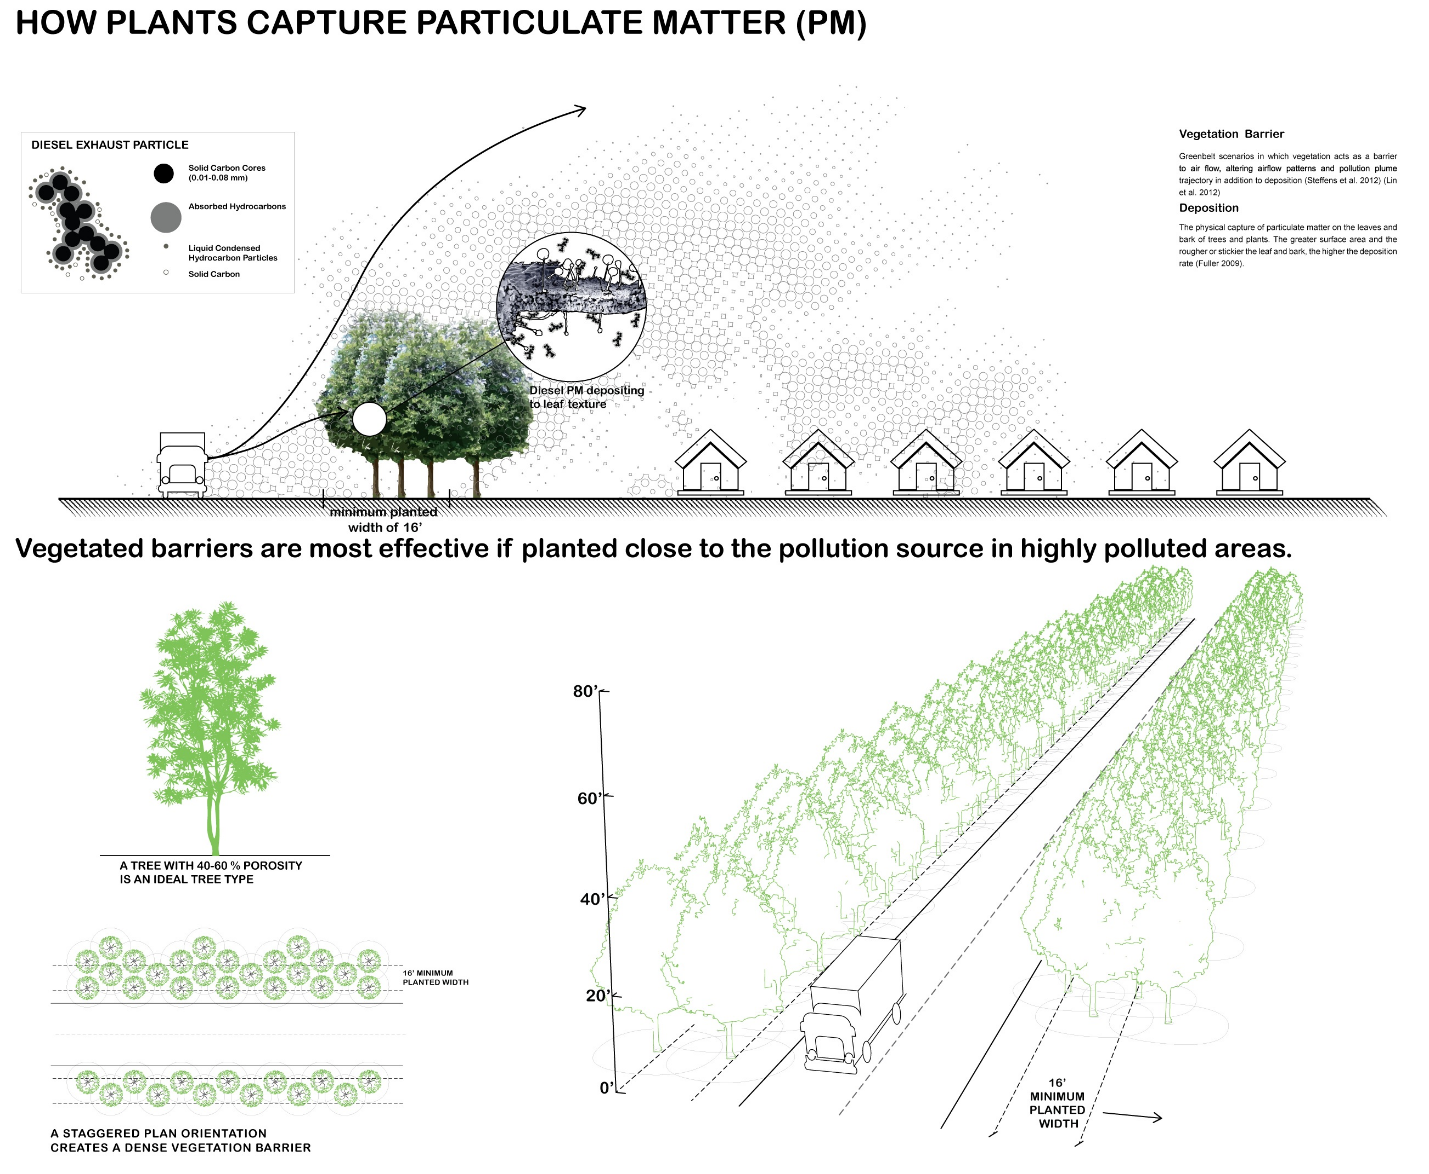 HOW PLANTS CAPTURE PARTICULATE MATTER (PM)
DIESEL EXHAUST PARTICLE
Solid Carbon Cores
(0.01-0.08 mm)
Absorbed Hydrocarbons
Liquid Condensed
Hydrocarbon Particles
Solid Carbon
Vegetation Barrier
Greenbelt scenarios in which vegetation acts as a barrier
to air flow, altering airflow patterns and pollution plume
trajectory in addition to deposition (Steffens et al. 2012) (Lin
et al. 2012)
Deposition
The physical capture of particulate matter on the leaves and
bark of trees and plants. The greater surface area and the
rougher or stickier the leaf and bark, the higher the deposition
rate (Fuller 2009).
Diesel PM depositing
to leaf texture
minimum planted
width of 16'
Vegetated barriers are most effective if planted close to the pollution source in highly polluted areas.
A TREE WITH 40-60 % POROSITY
IS AN IDEAL TREE TYPE
16' MINIMUM
PLANTED WIDTH
A STAGGERED PLAN ORIENTATION
CREATES A DENSE VEGETATION BARRIER
80'
60'
40'
20'
0'
16'
MINIMUM
PLANTED
WIDTH